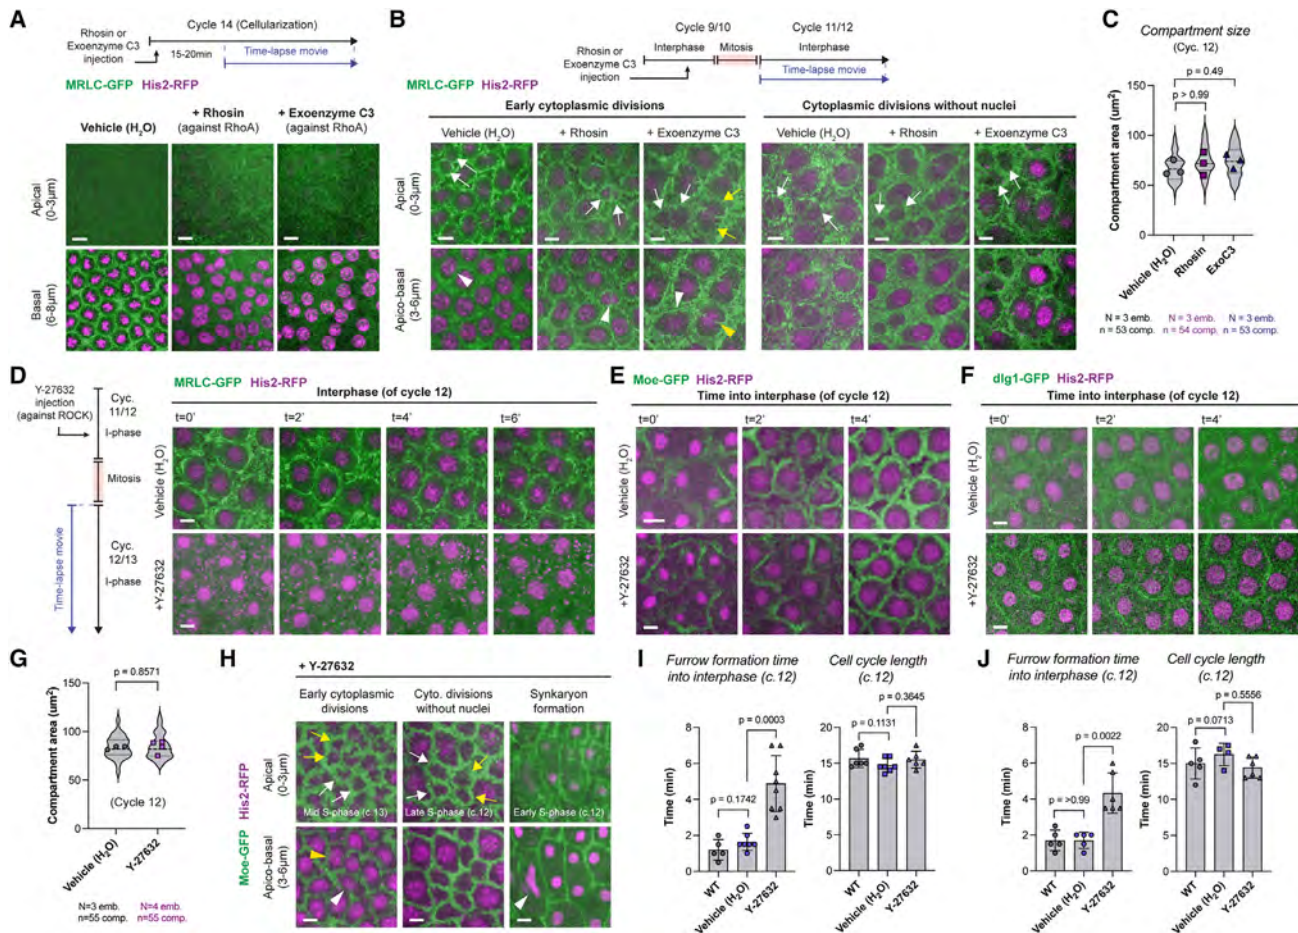 A
Cycle 14 (Cellularization)
Rhosin or
Exoenzyme C3
injection
15-20min
Time-lapse movie
MRLC-GFP His2-RFP
Vehicle (H₂O)
+ Rhosin
(against RhoA)
+ Exoenzyme C3
(against RhoA)
Apical
(0-3μm)
Basal
(6-8μm)
B
Cycle 9/10
Cycle 11/12
Rhosin or
Exoenzyme C3
injection
Interphase
Mitosis
Interphase
Time-lapse movie
MRLC-GFP His2-RFP
Early cytoplasmic divisions
Cytoplasmic divisions without nuclei
Vehicle (H₂O)
+ Rhosin
+ Exoenzyme C3
Vehicle (H₂O)
+ Rhosin
+ Exoenzyme C3
Apical
(0-3μm)
Apico-basal
(3-6μm)
C
Compartment size
(Cyc. 12)
p = 0.49
p > 0.99
Compartment area (um²)
150
100
50
0
Vehicle (H₂O)
Rhosin
ExoC3
N = 3 emb.
n = 53 comp.
N = 3 emb.
n = 54 comp.
N = 3 emb.
n = 53 comp.
D
Y-27632
injection
(against ROCK)
Cyc.
11/12
I-phase
Mitosis
Cyc.
12/13
I-phase
Time-lapse movie
MRLC-GFP His2-RFP
Interphase (of cycle 12)
t=0'
t=2'
t=4'
t=6'
Vehicle (H₂O)
+Y-27632
E
Moe-GFP His2-RFP
Time into interphase (of cycle 12)
t=0'
t=2'
t=4'
Vehicle (H₂O)
+Y-27632
F
dlg1-GFP His2-RFP
Time into interphase (of cycle 12)
t=0'
t=2'
t=4'
Vehicle (H₂O)
+Y-27632
G
p = 0.8571
Compartment area (um²)
150
100
50
0
(Cycle 12)
Vehicle (H₂O)
Y-27632
N=3 emb.
n=55 comp.
N=4 emb.
n=55 comp.
H
+ Y-27632
Early cytoplasmic
divisions
Cyto. divisions
without nuclei
Synkaryon
formation
Moe-GFP His2-RFP
Apical
(0-3μm)
Mid S-phase (c.13)
Late S-phase (c.12)
Early S-phase (c.12)
Apico-basal
(3-6μm)
I
Furrow formation time
into interphase (c.12)
p = 0.0003
p = 0.1742
Time (min)
8
6
4
2
0
WT
Vehicle (H₂O)
Y-27632
Cell cycle length
(c.12)
p = 0.3645
p = 0.1131
Time (min)
20
15
10
5
0
WT
Vehicle (H₂O)
Y-27632
J
Furrow formation time
into interphase (c.12)
p = 0.0022
p = >0.99
Time (min)
8
6
4
2
0
WT
Vehicle (H₂O)
Y-27632
Cell cycle length
(c.12)
p = 0.5556
p = 0.0713
Time (min)
20
15
10
5
0
WT
Vehicle (H₂O)
Y-27632